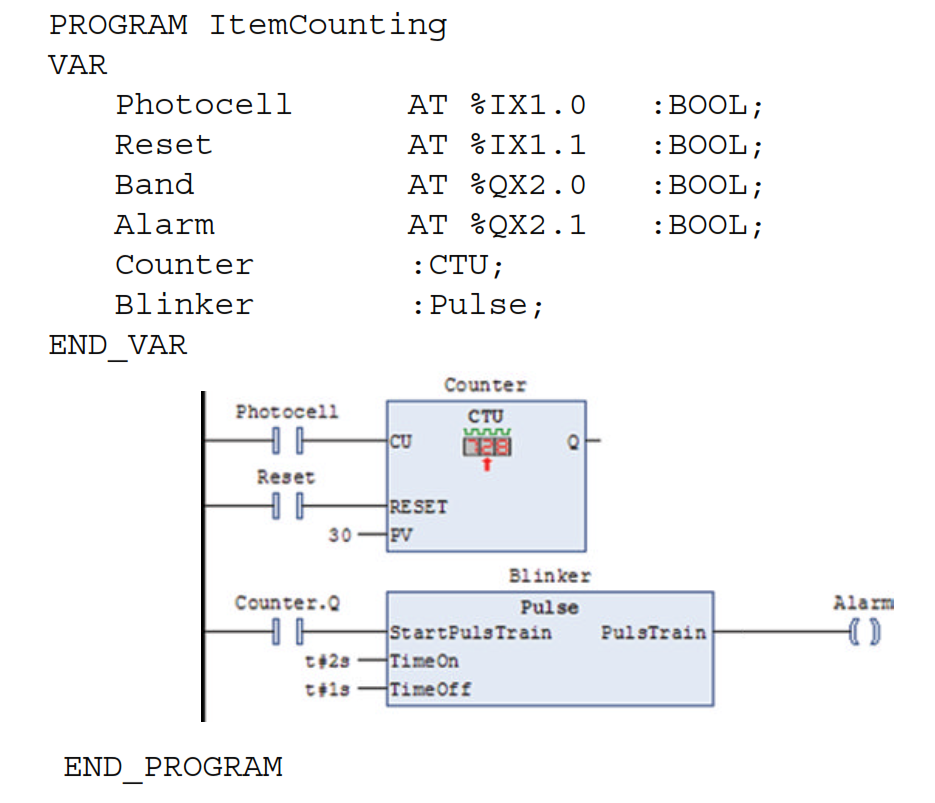 PROGRAM ItemCounting
VAR
Photocell AT %IX1.0 :BOOL;
Reset AT %IX1.1 :BOOL;
Band AT %QX2.0 :BOOL;
Alarm AT %QX2.1 :BOOL;
Counter :CTU;
Blinker :Pulse;
END_VAR
Counter
Photocell CTU
CU 728 Q
Reset
RESET
30 PV
Blinker
Counter.Q Pulse Alarm
StartPulsTrain PulsTrain
t#2s TimeOn
t#1s TimeOff
END_PROGRAM